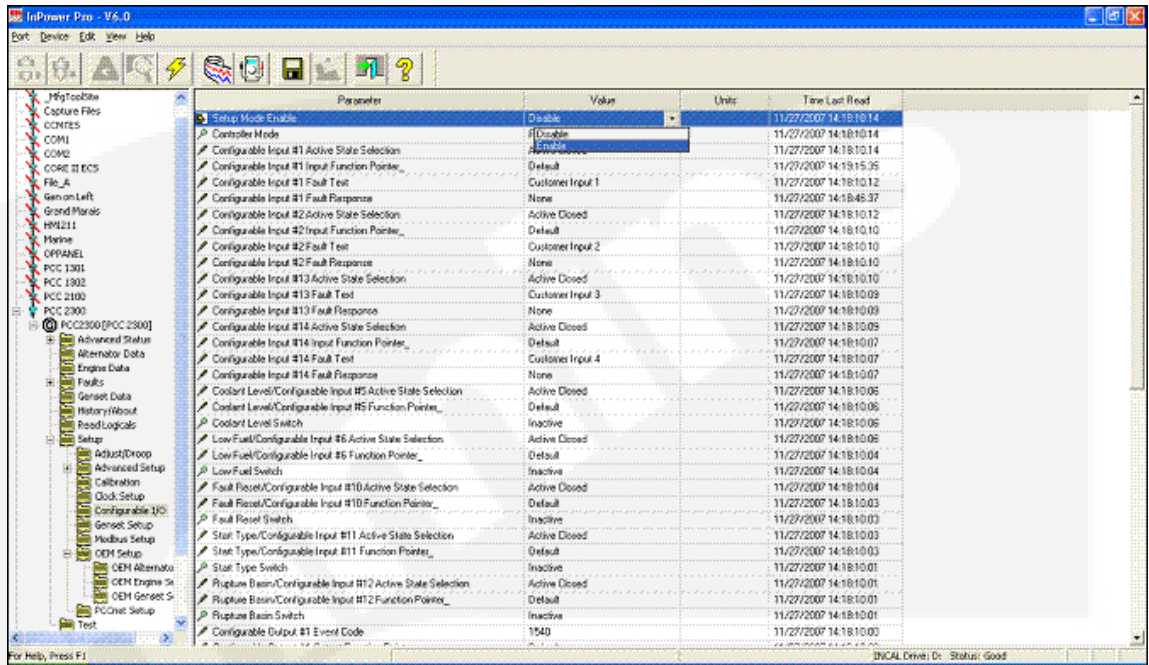 InPower Pro - V6.0
Port Device Edit View Help
_MfgToolSite
Capture Files
CCNTES
COM1
COM2
CORE II ECS
File_A
Gen on Left
Grand Marais
HMI211
Marine
OPPANEL
PCC 1301
PCC 1302
PCC 2100
PCC 2300
PCC2300 [PCC 2300]
Advanced Status
Alternator Data
Engine Data
Faults
Genset Data
History/About
Read Logicals
Setup
Adjust/Droop
Advanced Setup
Calibration
Clock Setup
Configurable I/O
Genset Setup
Modbus Setup
OEM Setup
OEM Alternato
OEM Engine Se
OEM Genset S
PCCnet Setup
Test
Parameter Value Units Time Last Read
Setup Mode Enable Disable 11/27/2007 14:18:10.14
Controller Mode Disable 11/27/2007 14:18:10.14
Configurable Input #1 Active State Selection Enable 11/27/2007 14:18:10.14
Configurable Input #1 Input Function Pointer_ Default 11/27/2007 14:19:15.35
Configurable Input #1 Fault Text Customer Input 1 11/27/2007 14:18:10.12
Configurable Input #1 Fault Response None 11/27/2007 14:18:46.37
Configurable Input #2 Active State Selection Active Closed 11/27/2007 14:18:10.12
Configurable Input #2 Input Function Pointer_ Default 11/27/2007 14:18:10.10
Configurable Input #2 Fault Text Customer Input 2 11/27/2007 14:18:10.10
Configurable Input #2 Fault Response None 11/27/2007 14:18:10.10
Configurable Input #13 Active State Selection Active Closed 11/27/2007 14:18:10.10
Configurable Input #13 Fault Text Customer Input 3 11/27/2007 14:18:10.09
Configurable Input #13 Fault Response None 11/27/2007 14:18:10.09
Configurable Input #14 Active State Selection Active Closed 11/27/2007 14:18:10.09
Configurable Input #14 Input Function Pointer_ Default 11/27/2007 14:18:10.07
Configurable Input #14 Fault Text Customer Input 4 11/27/2007 14:18:10.07
Configurable Input #14 Fault Response None 11/27/2007 14:18:10.07
Coolant Level/Configurable Input #5 Active State Selection Active Closed 11/27/2007 14:18:10.06
Coolant Level/Configurable Input #5 Function Pointer_ Default 11/27/2007 14:18:10.06
Coolant Level Switch Inactive 11/27/2007 14:18:10.06
Low Fuel/Configurable Input #6 Active State Selection Active Closed 11/27/2007 14:18:10.06
Low Fuel/Configurable Input #6 Function Pointer_ Default 11/27/2007 14:18:10.04
Low Fuel Switch Inactive 11/27/2007 14:18:10.04
Fault Reset/Configurable Input #10 Active State Selection Active Closed 11/27/2007 14:18:10.04
Fault Reset/Configurable Input #10 Function Pointer_ Default 11/27/2007 14:18:10.03
Fault Reset Switch Inactive 11/27/2007 14:18:10.03
Start Type/Configurable Input #11 Active State Selection Active Closed 11/27/2007 14:18:10.03
Start Type/Configurable Input #11 Function Pointer_ Default 11/27/2007 14:18:10.03
Start Type Switch Inactive 11/27/2007 14:18:10.01
Rupture Basin/Configurable Input #12 Active State Selection Active Closed 11/27/2007 14:18:10.01
Rupture Basin/Configurable Input #12 Function Pointer_ Default 11/27/2007 14:18:10.01
Rupture Basin Switch Inactive 11/27/2007 14:18:10.01
Configurable Output #1 Event Code 1540 11/27/2007 14:18:10.00
For Help, Press F1
INCAL Drive: D: Status: Good